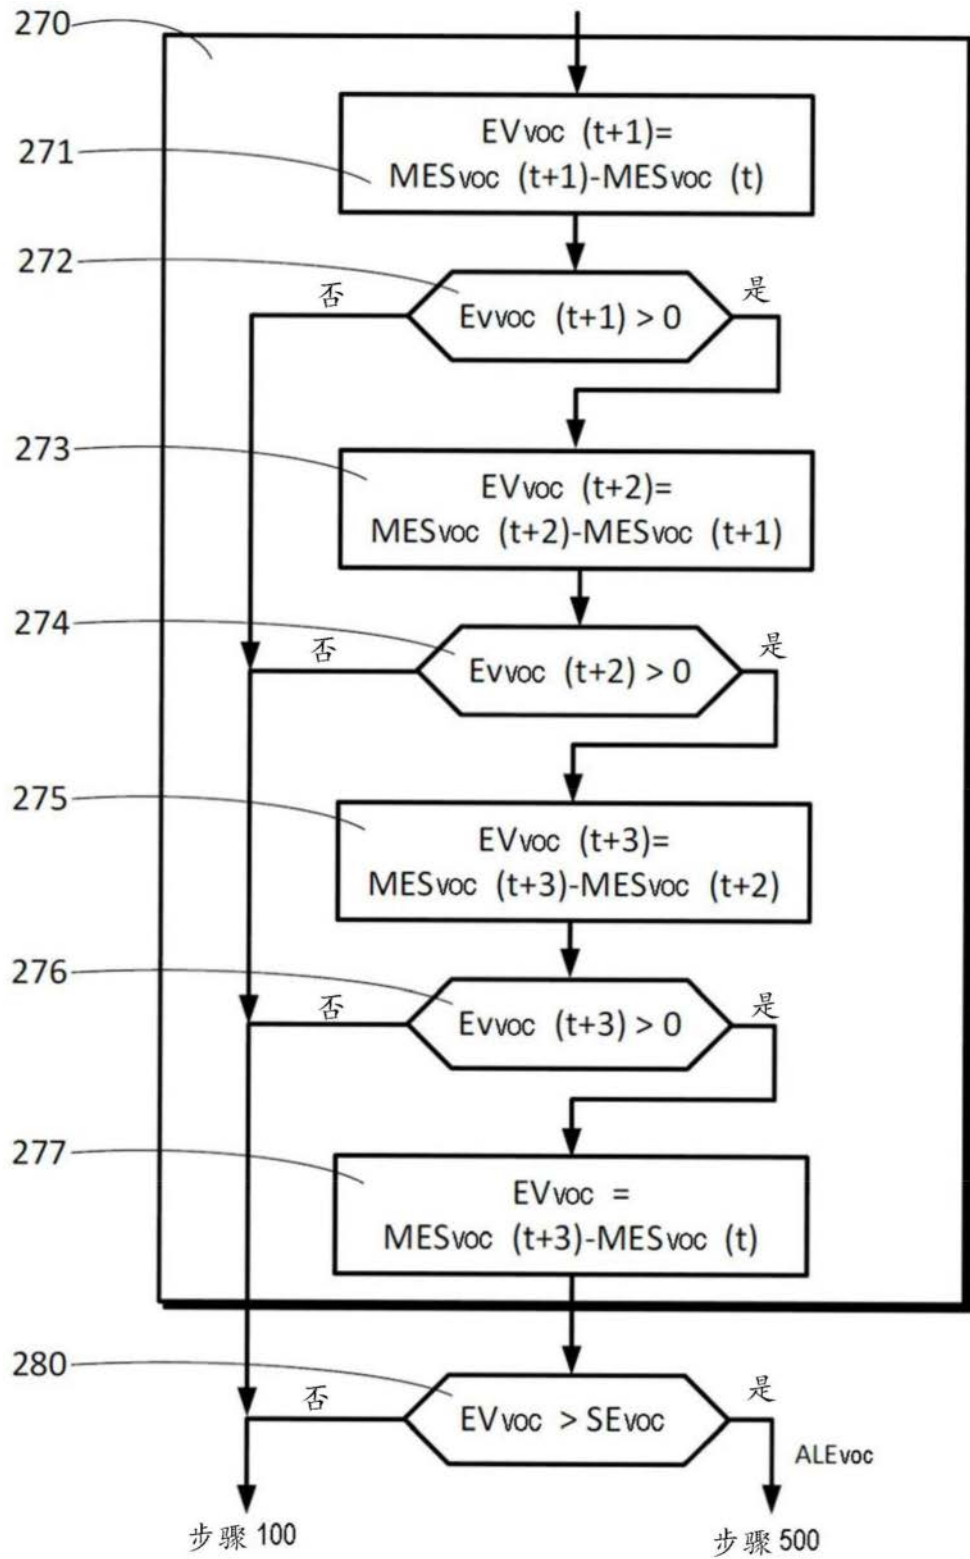 270
EVvoc (t+1)=
MESvoc (t+1)-MESvoc (t)
271
272
否
是
Evvoc (t+1) > 0
273
EVvoc (t+2)=
MESvoc (t+2)-MESvoc (t+1)
274
否
是
Evvoc (t+2) > 0
275
EVvoc (t+3)=
MESvoc (t+3)-MESvoc (t+2)
276
否
是
Evvoc (t+3) > 0
277
EVvoc =
MESvoc (t+3)-MESvoc (t)
280
否
是
EVvoc > SEvoc
ALEvoc
步骤 100
步骤 500